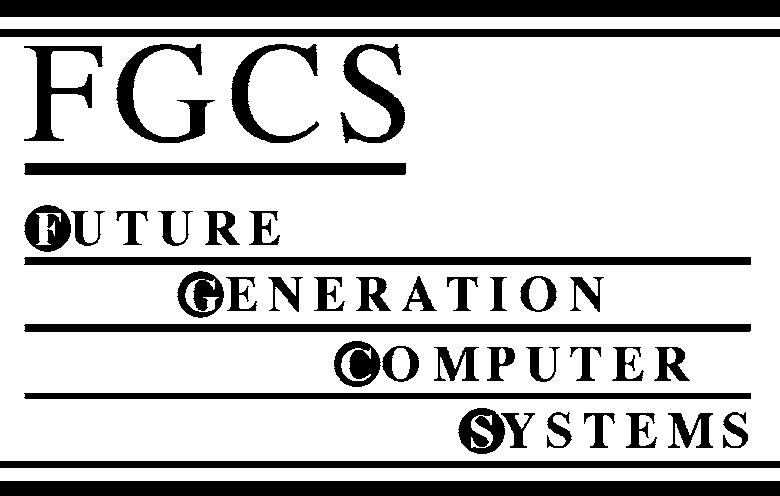 FGCS
FUTURE
GENERATION
COMPUTER
SYSTEMS